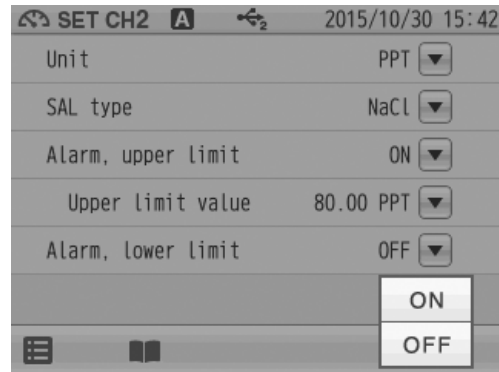 SET CH2 A 2 2015/10/30 15:42
Unit PPT
SAL type NaCl
Alarm, upper limit ON
Upper limit value 80.00 PPT
Alarm, lower limit OFF
ON
OFF